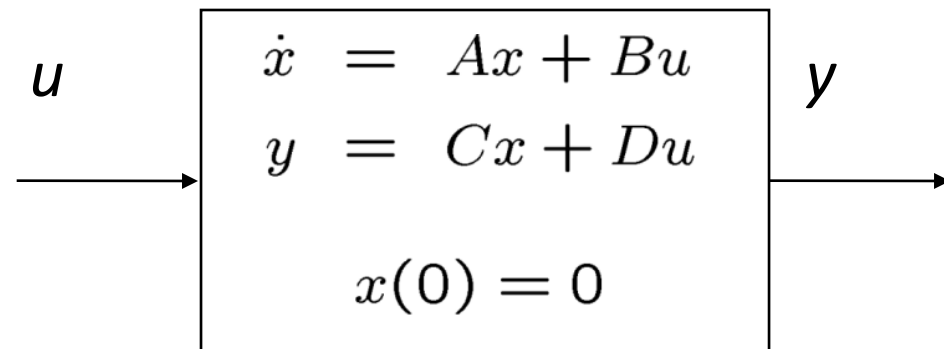 u
ẋ = Ax + Bu
y = Cx + Du
x(0) = 0
y